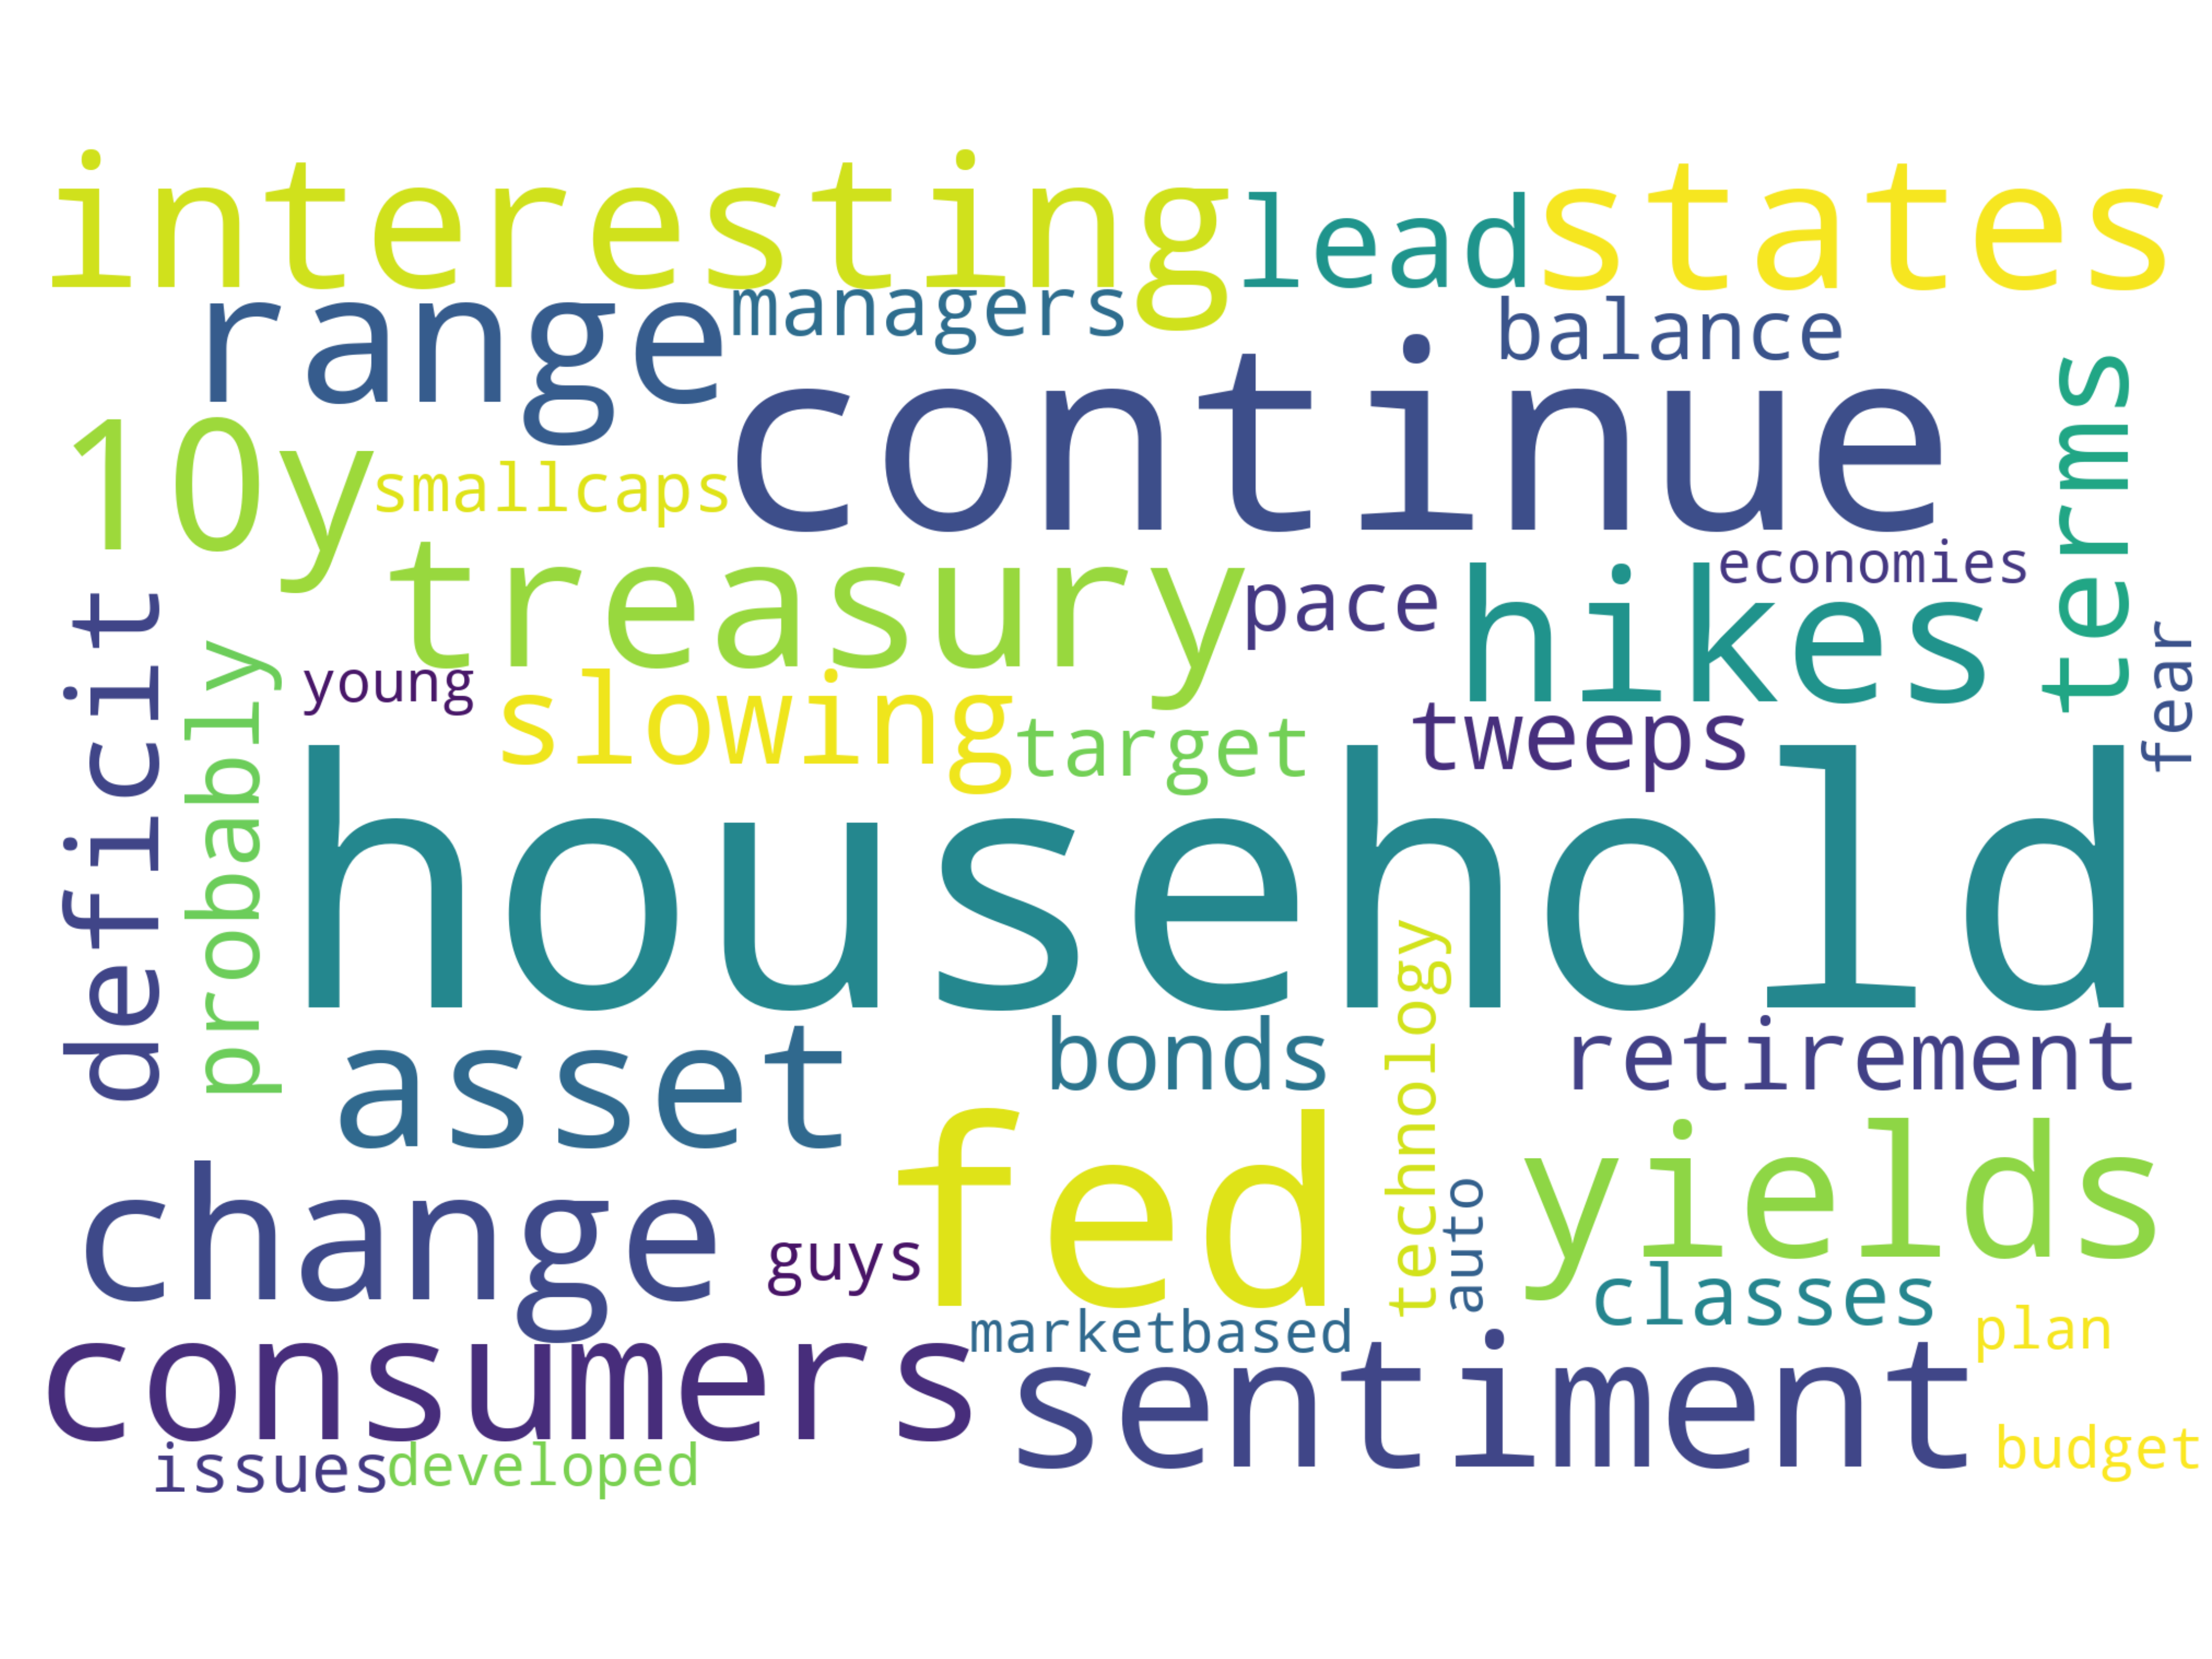 interesting lead states
range managers balance
continue
10y smallcaps
terms
treasury pace hikes economies
deficit
probably
young slowing target tweeps
fear
household
asset bonds retirement
technology
change guys fed auto yields
classes
consumers marketbased sentiment plan
issues developed budget